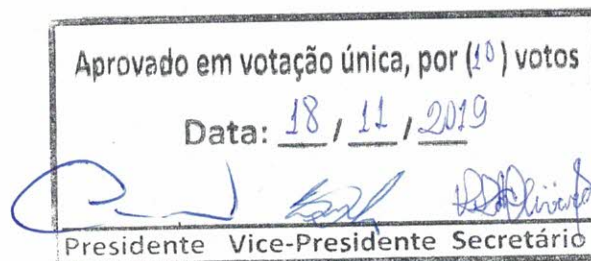 Aprovado em votação única, por (10) votos
Data: 18 / 11 / 2019
Presidente Vice-Presidente Secretário